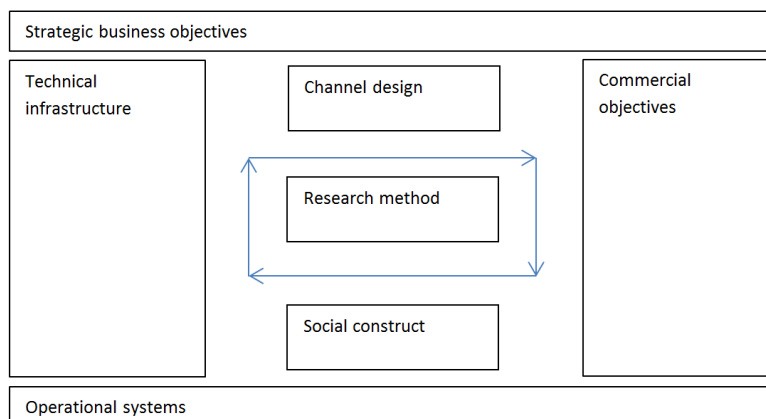 Strategic business objectives
Technical
infrastructure
Channel design
Commercial
objectives
Research method
Social construct
Operational systems